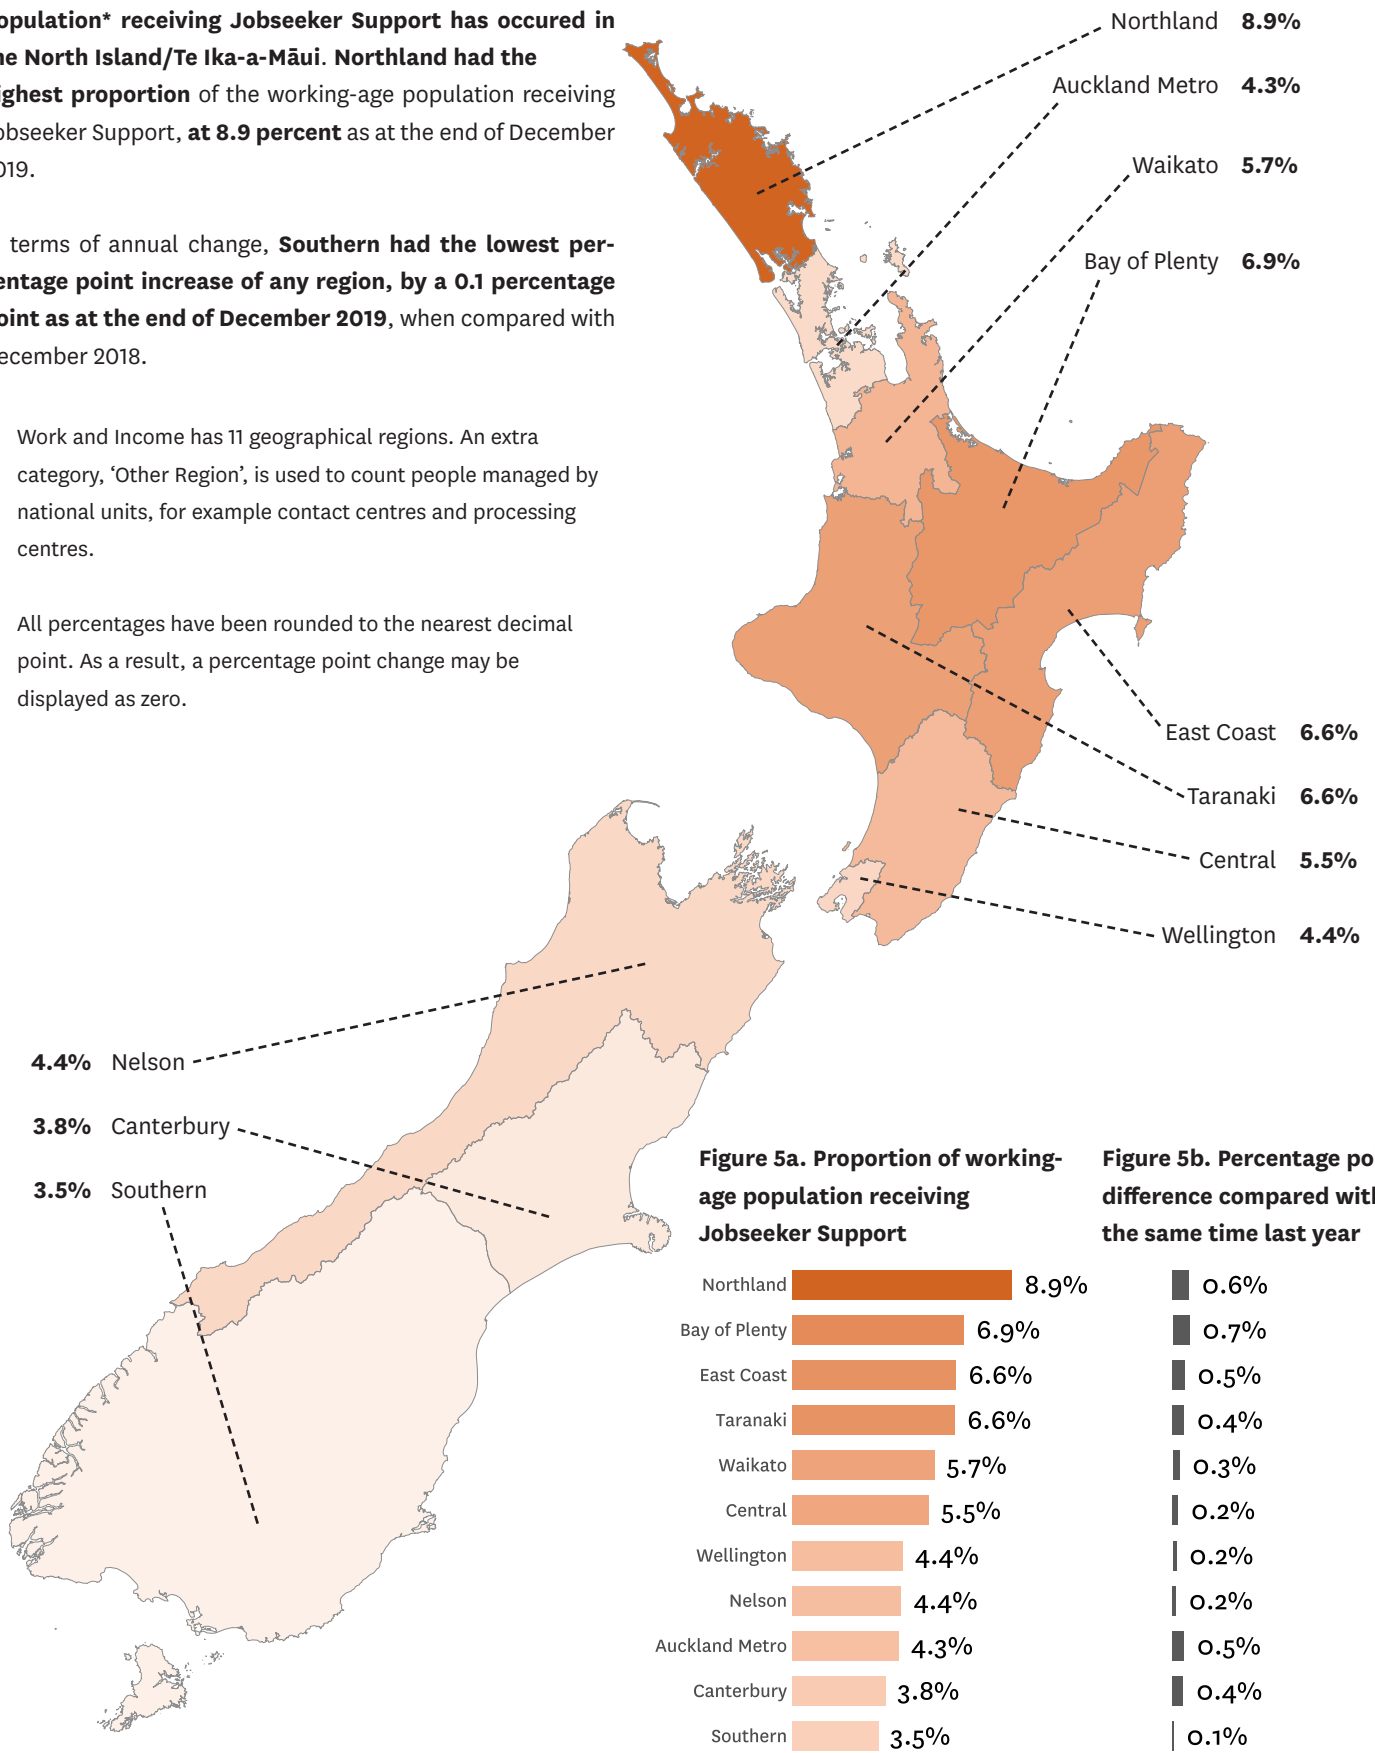 opulation* receiving Jobseeker Support has occured in
e North Island/Te Ika-a-Māui. Northland had the
ighest proportion of the working-age population receiving
obseeker Support, at 8.9 percent as at the end of December
019.
terms of annual change, Southern had the lowest per-
entage point increase of any region, by a 0.1 percentage
oint as at the end of December 2019, when compared with
ecember 2018.
Work and Income has 11 geographical regions. An extra
category, ‘Other Region’, is used to count people managed by
national units, for example contact centres and processing
centres.
All percentages have been rounded to the nearest decimal
point. As a result, a percentage point change may be
displayed as zero.
Northland 8.9%
Auckland Metro 4.3%
Waikato 5.7%
Bay of Plenty 6.9%
East Coast 6.6%
Taranaki 6.6%
Central 5.5%
Wellington 4.4%
4.4% Nelson
3.8% Canterbury
3.5% Southern
Figure 5a. Proportion of working-
age population receiving
Jobseeker Support
Figure 5b. Percentage po
difference compared with
the same time last year
Northland 8.9% 0.6%
Bay of Plenty 6.9% 0.7%
East Coast 6.6% 0.5%
Taranaki 6.6% 0.4%
Waikato 5.7% 0.3%
Central 5.5% 0.2%
Wellington 4.4% 0.2%
Nelson 4.4% 0.2%
Auckland Metro 4.3% 0.5%
Canterbury 3.8% 0.4%
Southern 3.5% 0.1%